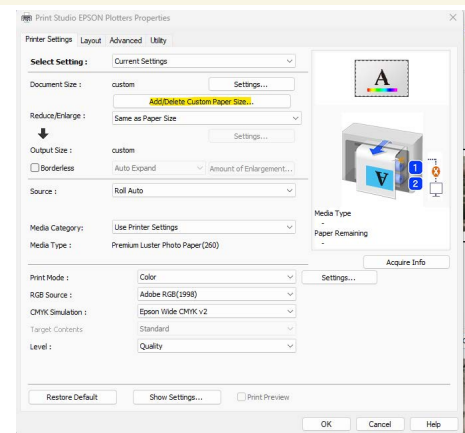 Print Studio EPSON Plotters Properties
Printer Settings Layout Advanced Utility
Select Setting : Current Settings
Document Size : custom Settings...
Add/Delete Custom Paper Size...
Reduce/Enlarge : Same as Paper Size
Settings...
Output Size : custom
Borderless Auto Expand Amount of Enlargement...
Source : Roll Auto
Media Category: Use Printer Settings
Media Type : Premium Luster Photo Paper(260)
Print Mode : Color Settings...
RGB Source : Adobe RGB(1998)
CMYK Simulation : Epson Wide CMYK v2
Target Contents Standard
Level : Quality
Restore Default Show Settings... Print Preview
A
A
1
2
Media Type
-
Paper Remaining
-
Acquire Info
OK Cancel Help